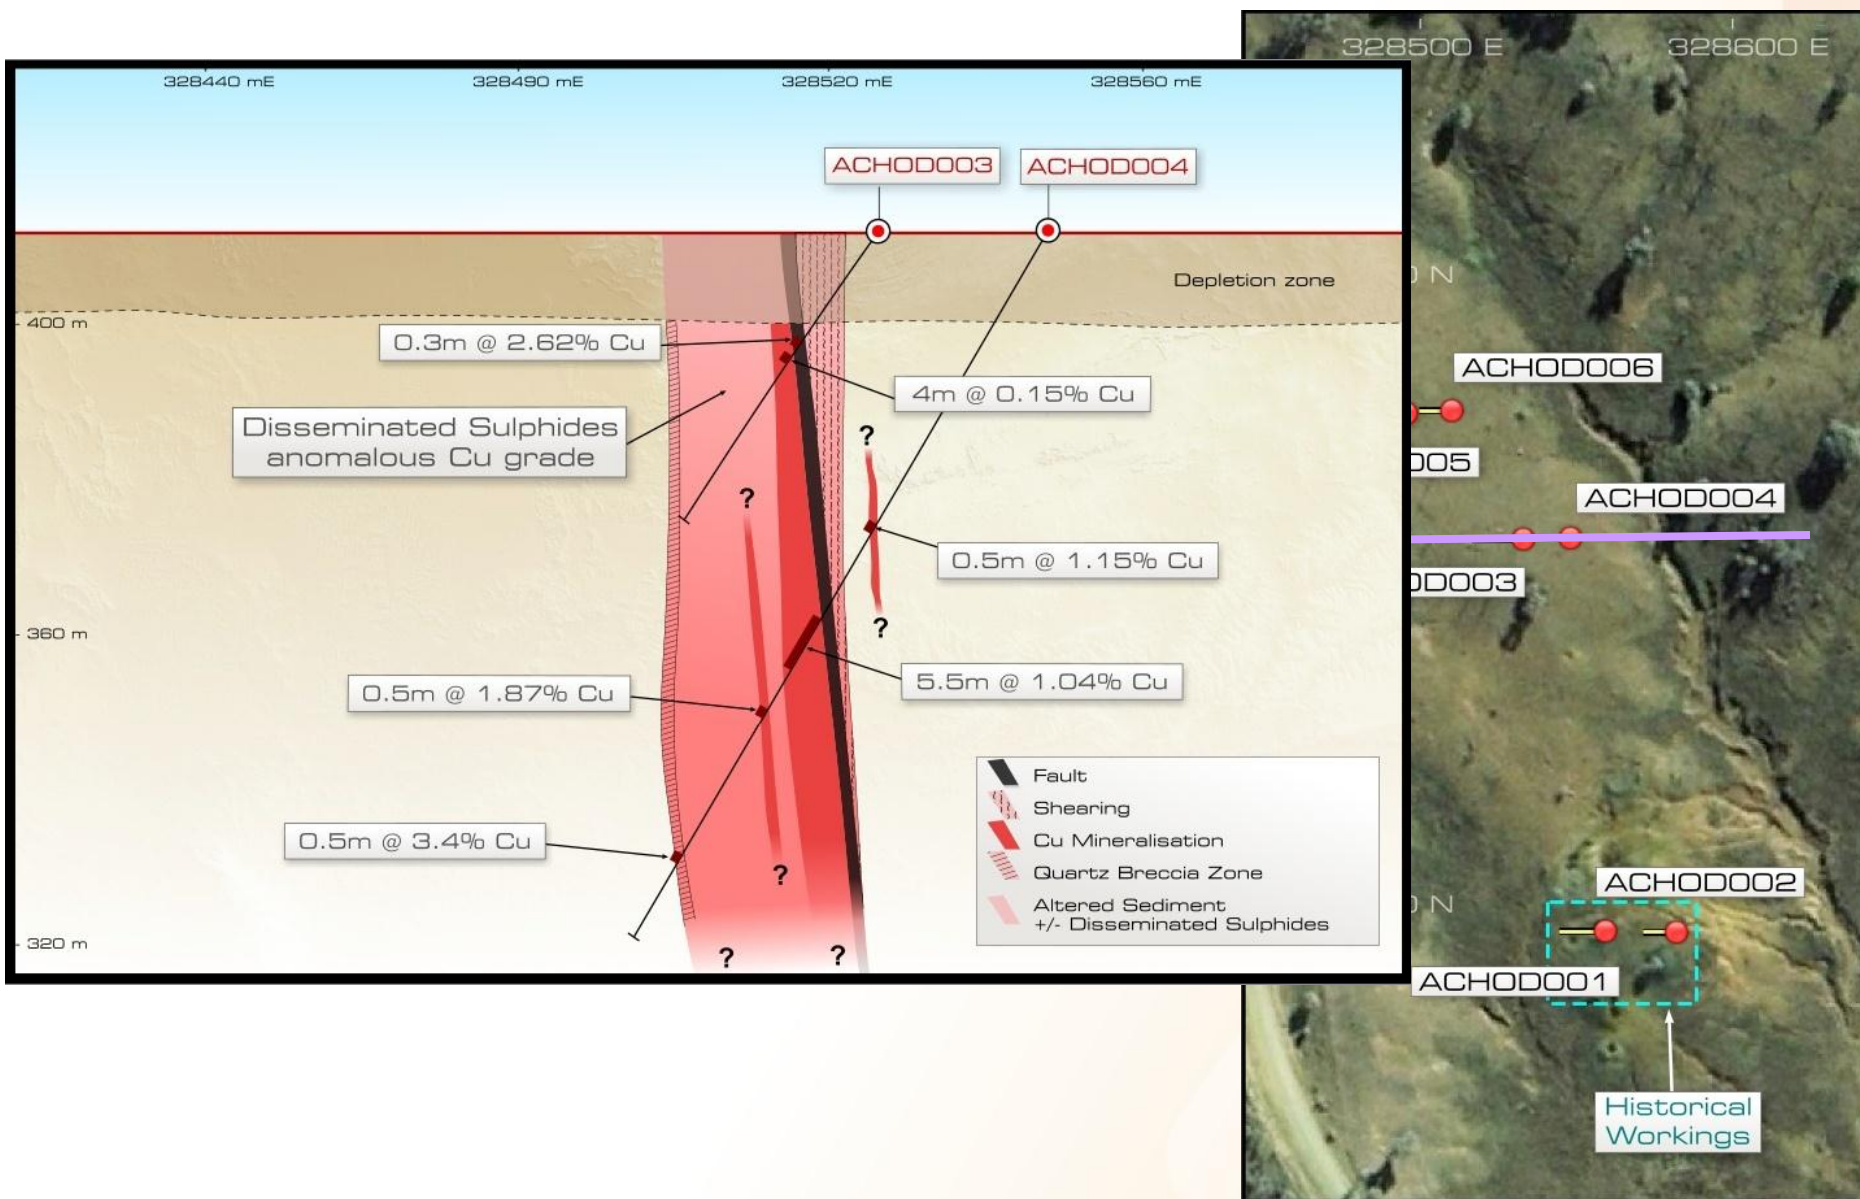 328440 mE
328490 mE
328520 mE
328560 mE
ACHOD003
ACHOD004
Depletion zone
400 m
0.3m @ 2.62% Cu
4m @ 0.15% Cu
Disseminated Sulphides
anomalous Cu grade
?
?
0.5m @ 1.15% Cu
?
360 m
0.5m @ 1.87% Cu
5.5m @ 1.04% Cu
0.5m @ 3.4% Cu
?
320 m
?
?
Fault
Shearing
Cu Mineralisation
Quartz Breccia Zone
Altered Sediment
+/- Disseminated Sulphides
328500 E
328600 E
N
ACHOD006
005
ACHOD004
OD003
N
ACHOD002
ACHOD001
Historical
Workings